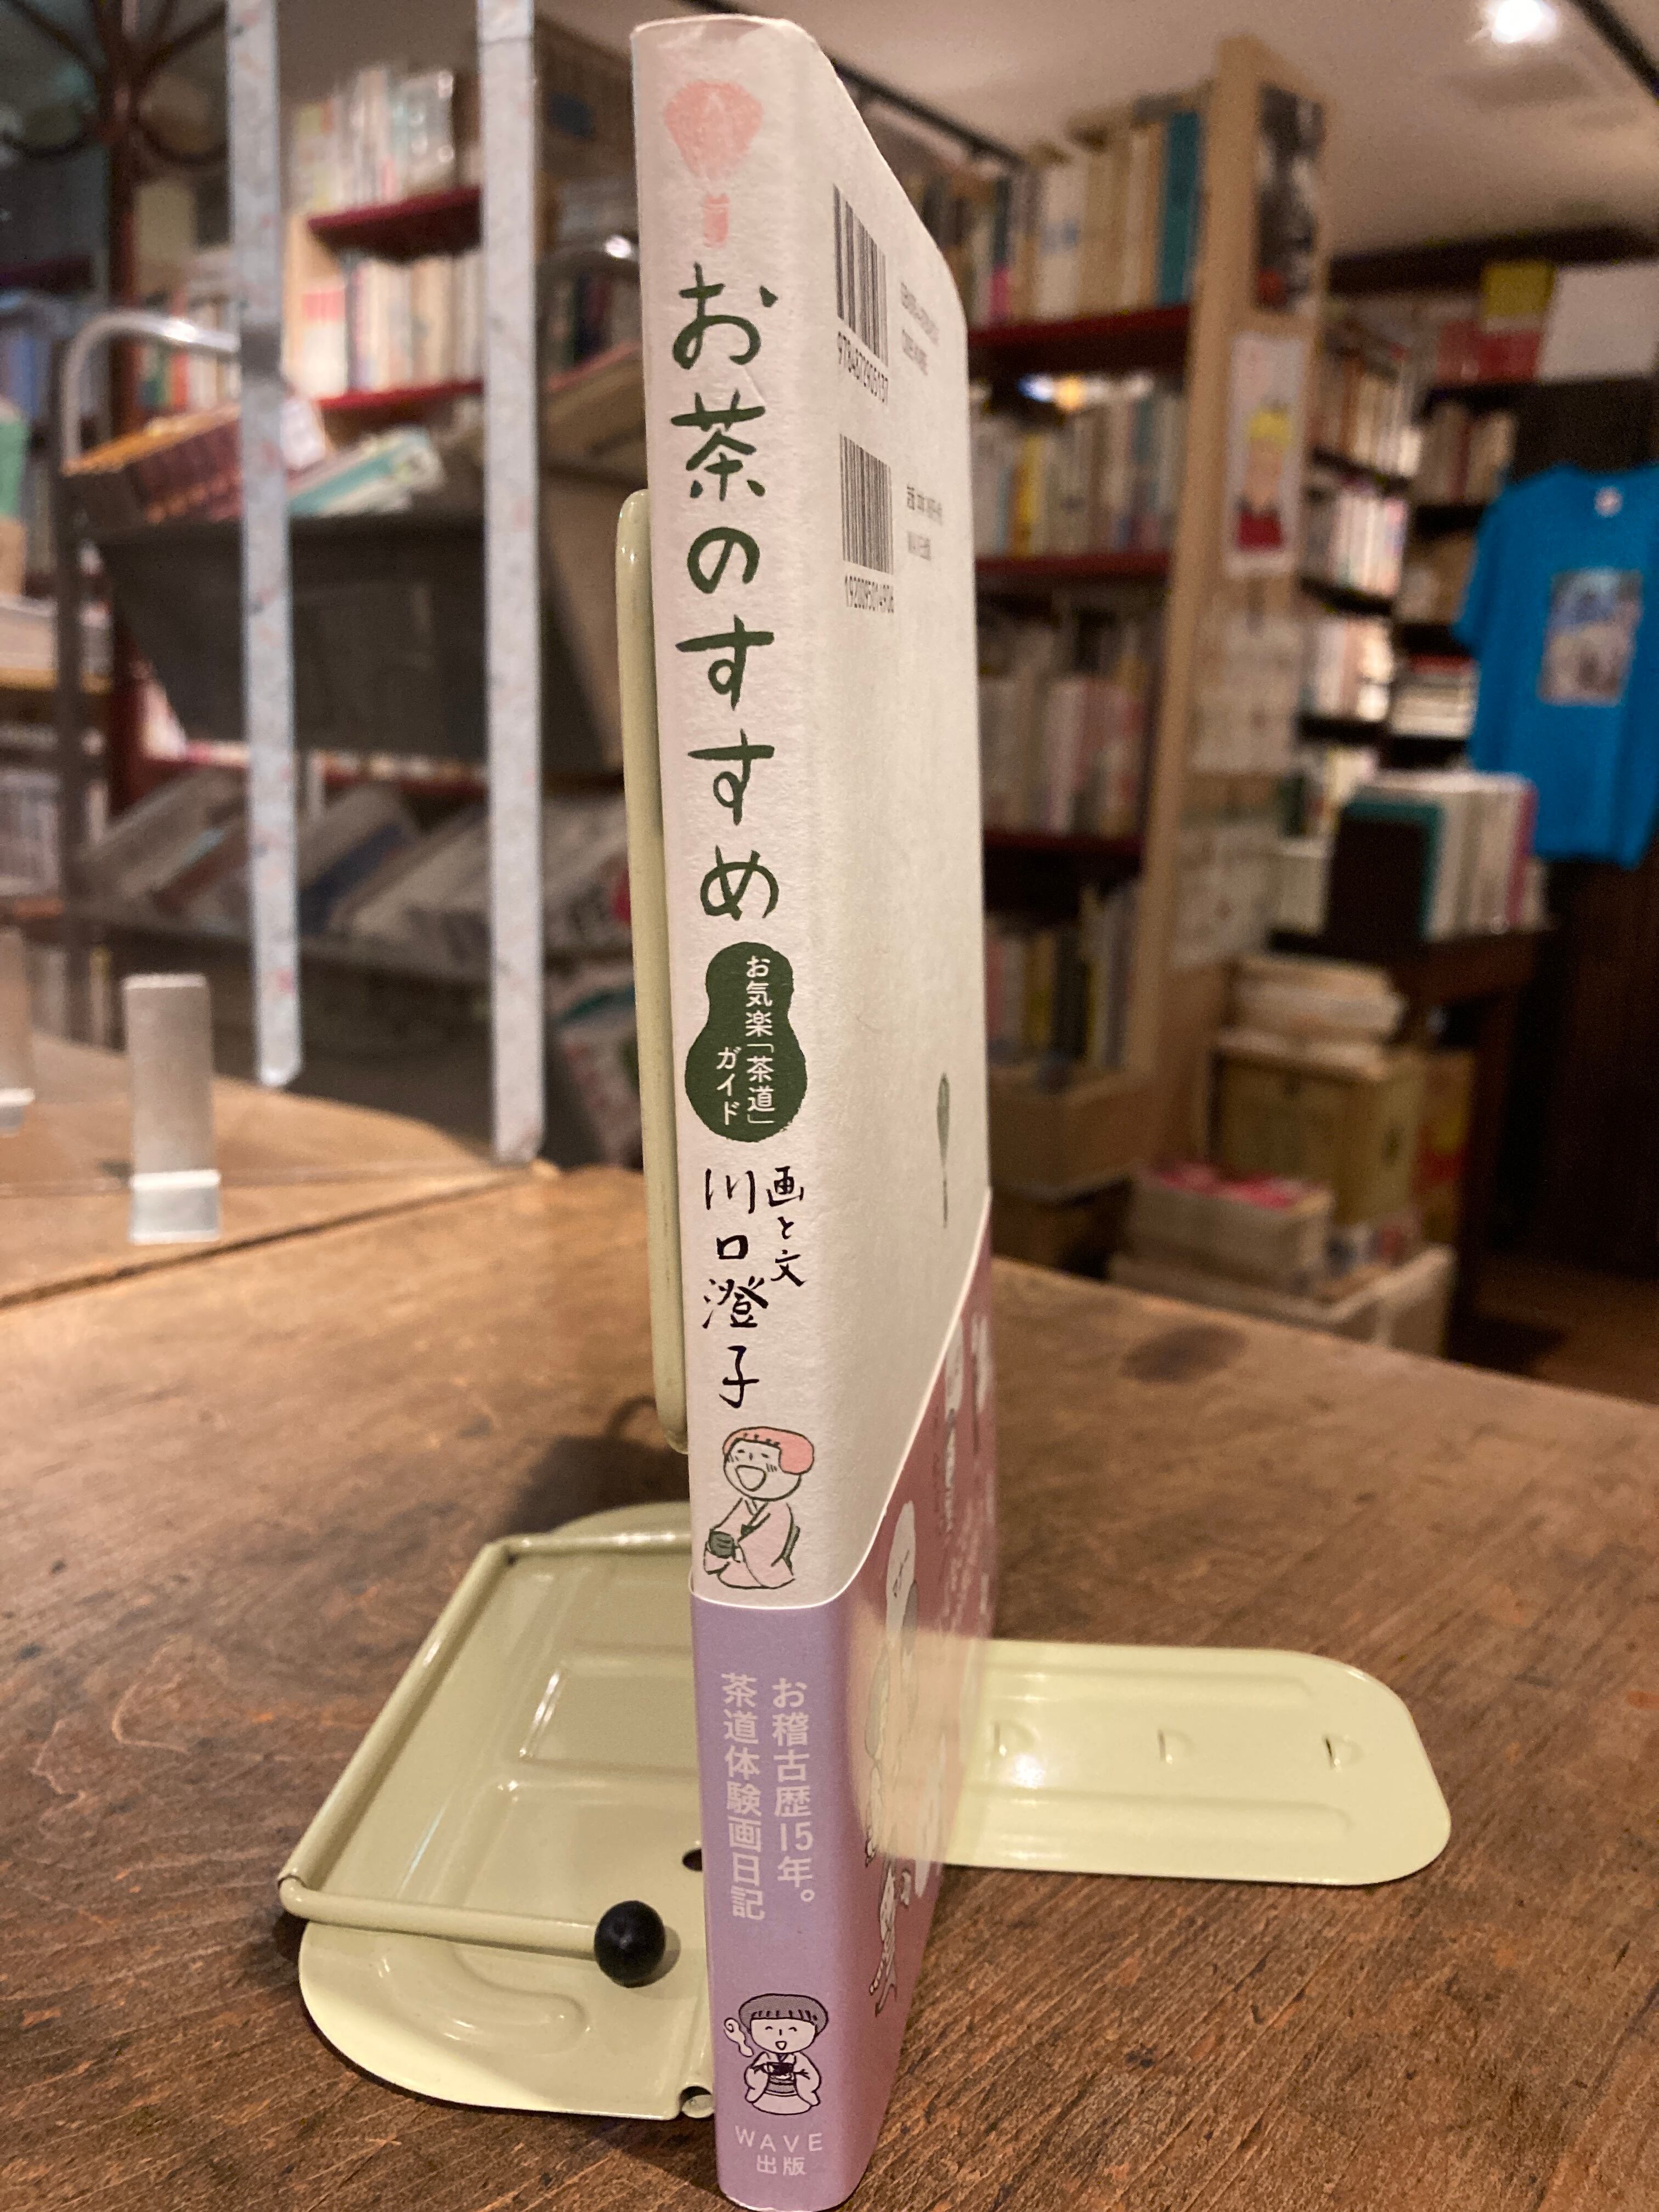 お茶のすすめ
お気楽「茶道」
ガイド
画と文
川口澄子
お稽古歴15年。
茶道体験画日記
WAVE
出版